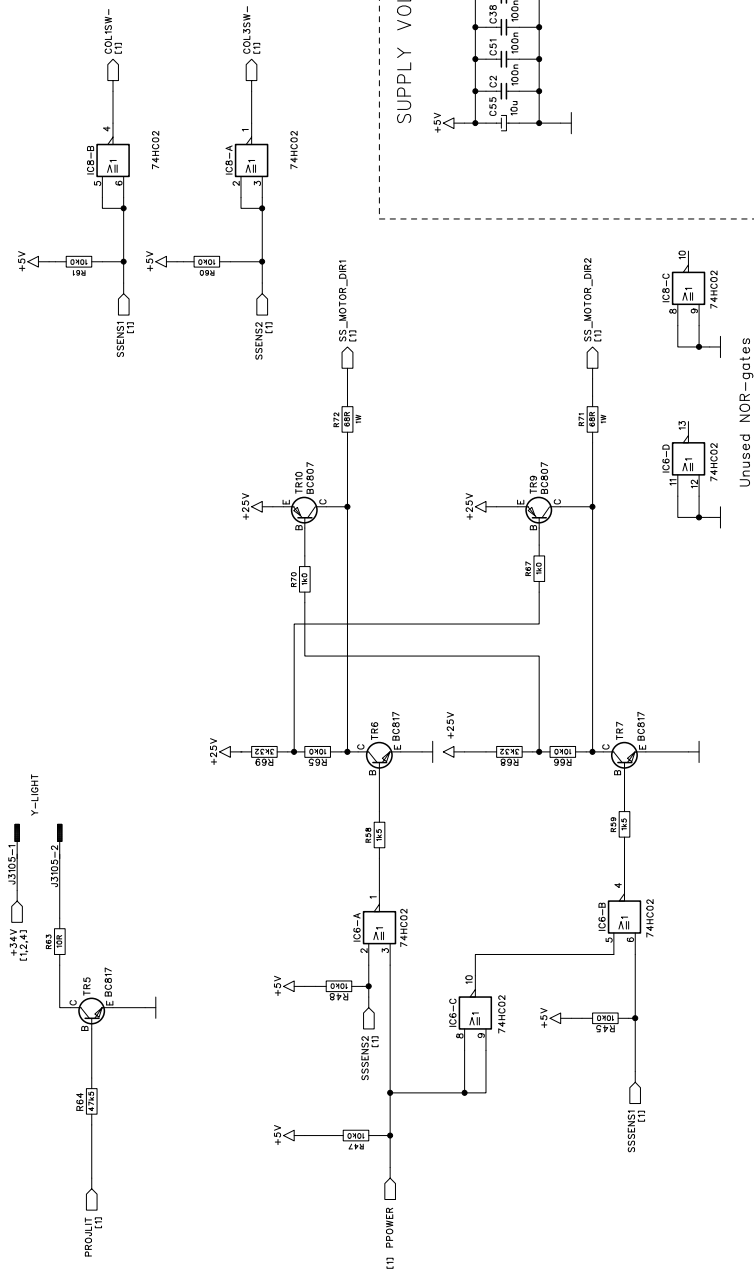 COL1SW-
[1]
4
IC8-B
≥1
5
6
74HC02
+5V
R61
10k0
SSENS1
[1]
COL3SW-
[1]
1
IC8-A
≥1
2
3
74HC02
+5V
R60
10k0
SSENS2
[1]
SUPPLY VOL
+5V
C55
10u
C2
100n
C51
100n
C38
100n
SS_MOTOR_DIR1
[1]
R72
68R
1W
TR10
BC807
+25V
E
B
C
R70
1k0
SS_MOTOR_DIR2
[1]
R71
68R
1W
TR9
BC807
+25V
E
B
C
R67
1k0
IC8-C
10
≥1
8
9
74HC02
IC6-D
13
≥1
11
12
74HC02
Unused NOR-gates
+25V
R69
3k32
R65
10k0
C
TR6
B
E
BC817
R58
1k5
+25V
R68
3k32
R66
10k0
C
TR7
B
E
BC817
R59
1k5
Y-LIGHT
J3105-1
+34V
[1,2,4]
J3105-2
R63
10R
C
TR5
B
E
BC817
R64
47k5
PROJLIT
[1]
IC6-A
1
≥1
2
3
74HC02
+5V
R48
10k0
SSSENS2
[1]
IC6-C
10
≥1
8
9
74HC02
IC6-B
4
≥1
5
6
74HC02
+5V
R45
10k0
SSSENS1
[1]
+5V
R47
10k0
[1] PPOWER